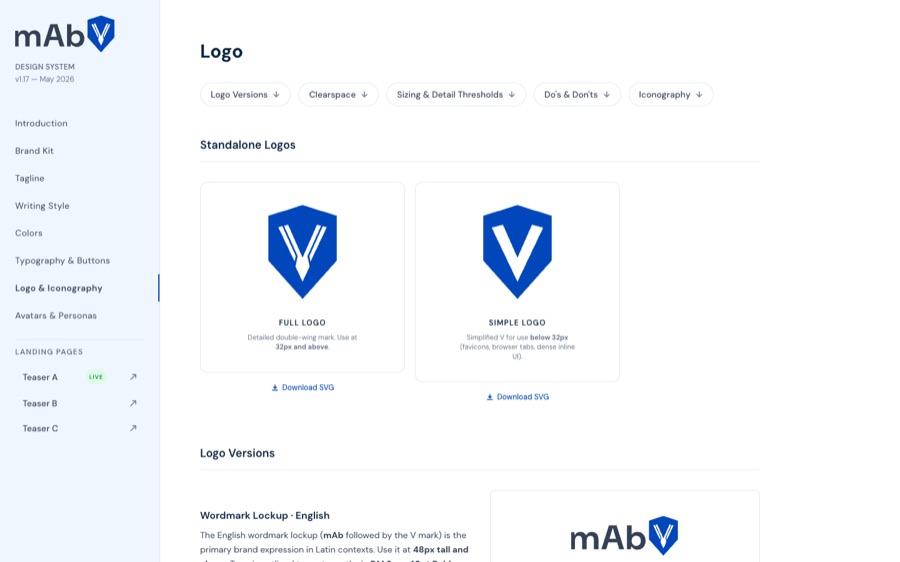 mAb
DESIGN SYSTEM
v1.17 — May 2026
Introduction
Brand Kit
Tagline
Writing Style
Colors
Typography & Buttons
Logo & Iconography
Avatars & Personas
LANDING PAGES
Teaser A LIVE ↗
Teaser B ↗
Teaser C ↗
Logo
Logo Versions ↓ Clearspace ↓ Sizing & Detail Thresholds ↓ Do's & Don'ts ↓ Iconography ↓
Standalone Logos
FULL LOGO
Detailed double-wing mark. Use at
32px and above.
Download SVG
SIMPLE LOGO
Simplified V for use below 32px
(favicons, browser tabs, dense inline
UI).
Download SVG
Logo Versions
Wordmark Lockup · English
The English wordmark lockup (mAb followed by the V mark) is the
primary brand expression in Latin contexts. Use it at 48px tall and
mAb